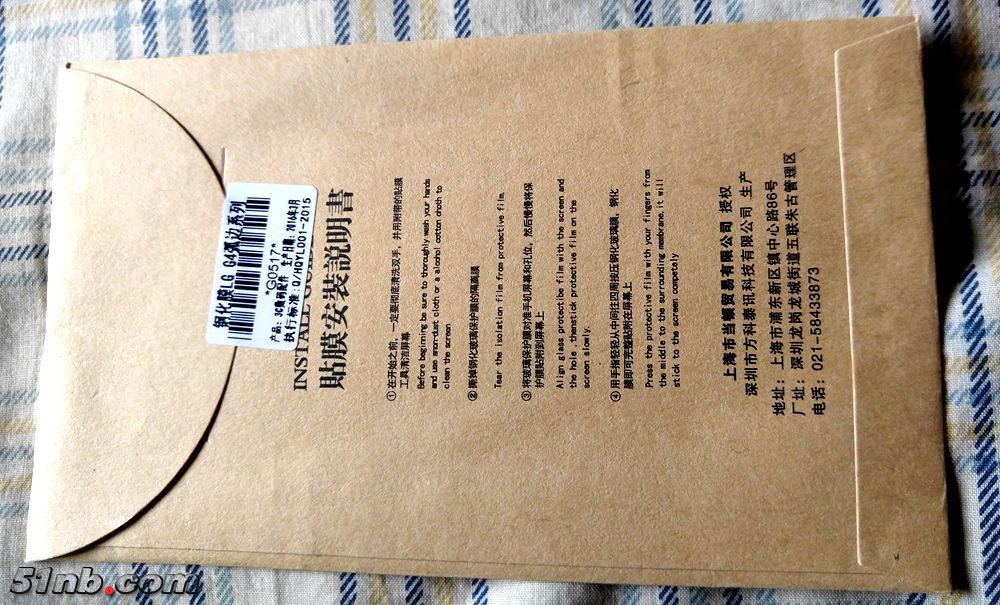 钢化膜LG G4弧边系列
*G0517*
产品：3C数码配件 生产日期：2016年3月
执行标准：Q/HDYL001-2015
INSTALL GUIDE
貼膜安裝説明書
①在开始之前，一定要彻底清洗双手，并用附带的贴膜
工具清洁屏幕
Before beginning be sure to thoroughly wash your hands
and use anon-dust cloth or a alcohol cotton choth to
clean the screen
②撕掉钢化玻璃保护膜的隔离膜
Tear the isolation film from protective film.
③将玻璃保护膜对准手机屏幕和孔位，然后慢慢将保
护膜贴附到屏幕上
Align glass protectibe film with the screen and
the hole,thenstick protective film on the
screen slowly.
④用手指轻轻从中间往四周按压钢化玻璃膜，钢化
膜即可完整贴附在屏幕上
Press the protective film with your fingers from
the middle to the surrounding membrane,it will
stick to the screen competely
上海市当顿贸易有限公司 授权
深圳市方科泰讯科技有限公司 生产
地址：上海市浦东新区镇中心路86号
厂址：深圳龙岗龙城街道五联朱古管理区
电话：021-58433873
51nb.com